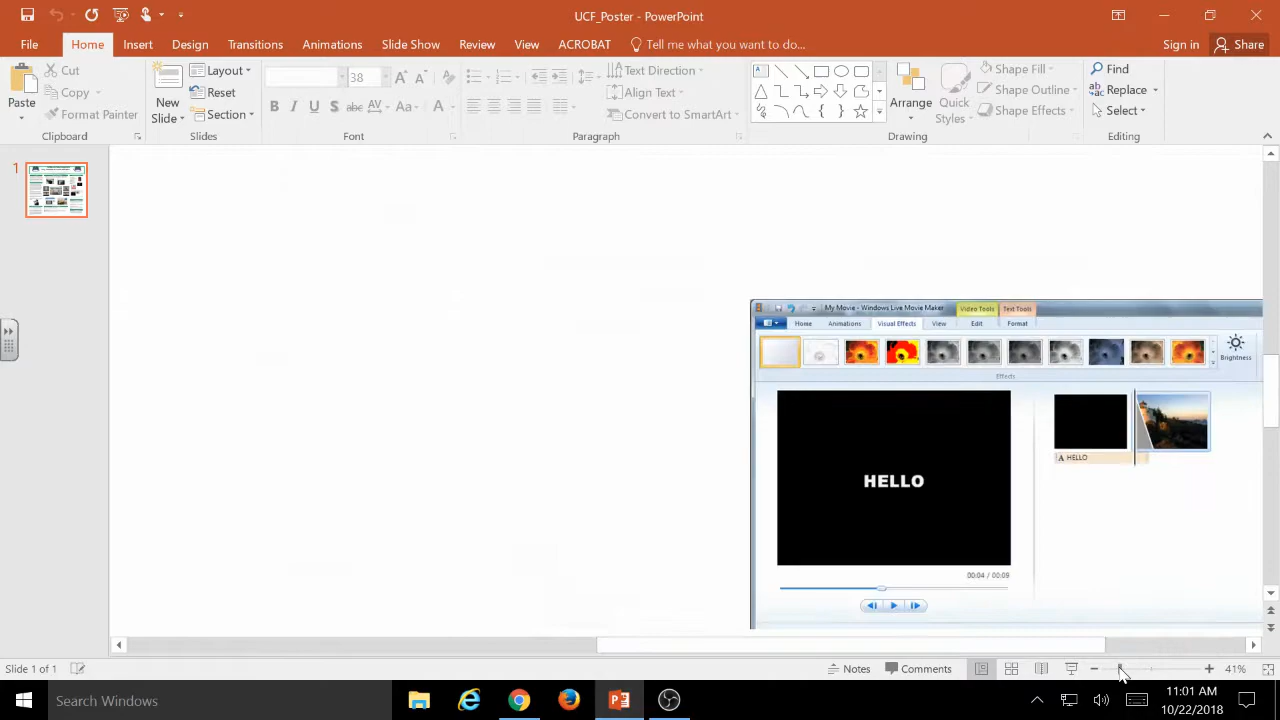 UCF_Poster - PowerPoint
File Home Insert Design Transitions Animations Slide Show Review View ACROBAT Tell me what you want to do... Sign in Share
Paste
Cut
Copy
Format Painter
Clipboard
New Slide
Layout
Reset
Section
Slides
38
B I U S abc AV Aa A
Font
Text Direction
Align Text
Convert to SmartArt
Paragraph
Arrange
Quick Styles
Shape Fill
Shape Outline
Shape Effects
Drawing
Find
Replace
Select
Editing
1
My Movie - Windows Live Movie Maker Video Tools Text Tools
Home Animations Visual Effects View Edit Format
Brightness
Effects
HELLO
A HELLO
00:04 / 00:09
Slide 1 of 1 Notes Comments 41%
Search Windows
11:01 AM
10/22/2018